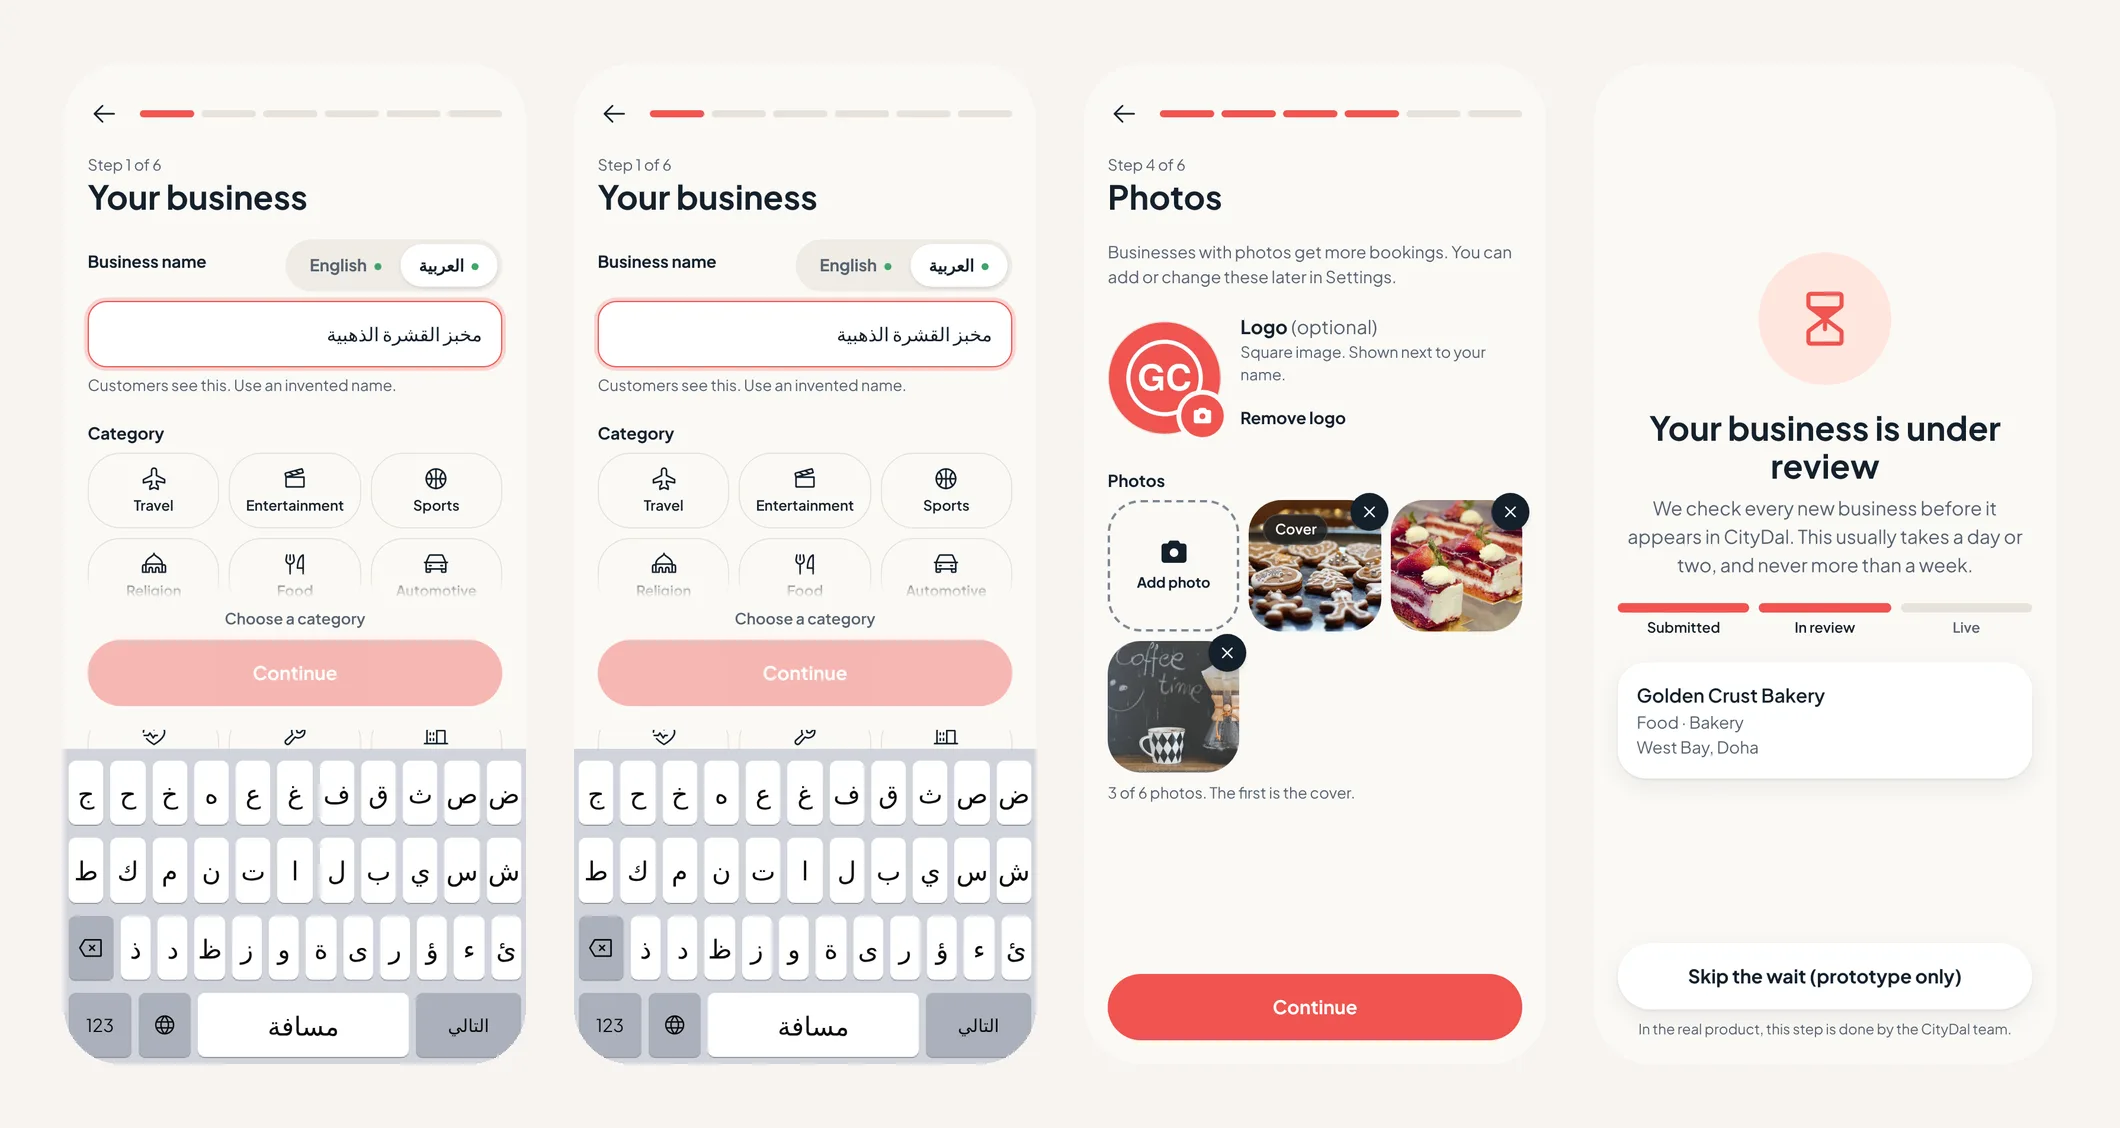 Step 1 of 6
Your business
Business name
English
العربية
مخبز القشرة الذهبية
Customers see this. Use an invented name.
Category
Travel
Entertainment
Sports
Religion
Food
Automotive
Choose a category
Continue
ض ص ث ق ف غ ع ه خ ح ج
ش س ي ب ل ا ت ن م ك ط
ئ ء ؤ ر ى ة و ز ظ د ذ
123
مسافة
التالي
Step 1 of 6
Your business
Business name
English
العربية
مخبز القشرة الذهبية
Customers see this. Use an invented name.
Category
Travel
Entertainment
Sports
Religion
Food
Automotive
Choose a category
Continue
ض ص ث ق ف غ ع ه خ ح ج
ش س ي ب ل ا ت ن م ك ط
ئ ء ؤ ر ى ة و ز ظ د ذ
123
مسافة
التالي
Step 4 of 6
Photos
Businesses with photos get more bookings. You can
add or change these later in Settings.
GC
Logo (optional)
Square image. Shown next to your
name.
Remove logo
Photos
Add photo
Cover
Coffee
time
3 of 6 photos. The first is the cover.
Continue
Your business is under
review
We check every new business before it
appears in CityDal. This usually takes a day or
two, and never more than a week.
Submitted
In review
Live
Golden Crust Bakery
Food · Bakery
West Bay, Doha
Skip the wait (prototype only)
In the real product, this step is done by the CityDal team.